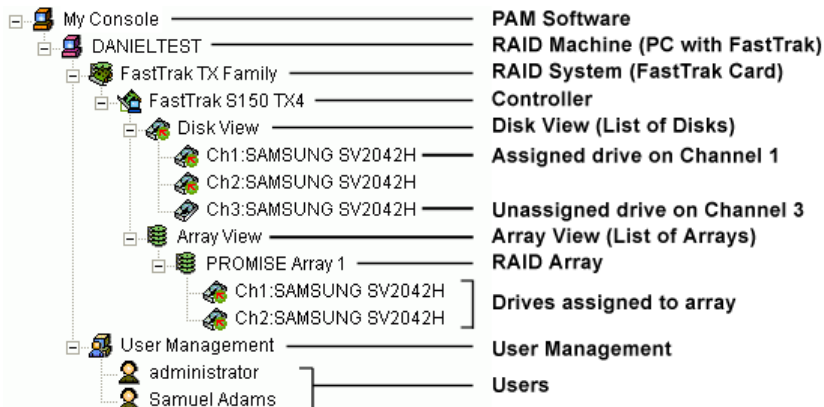 My Console PAM Software
DANIELTEST RAID Machine (PC with FastTrak)
FastTrak TX Family RAID System (FastTrak Card)
FastTrak S150 TX4 Controller
Disk View Disk View (List of Disks)
Ch1:SAMSUNG SV2042H Assigned drive on Channel 1
Ch2:SAMSUNG SV2042H
Ch3:SAMSUNG SV2042H Unassigned drive on Channel 3
Array View Array View (List of Arrays)
PROMISE Array 1 RAID Array
Ch1:SAMSUNG SV2042H
Drives assigned to array
Ch2:SAMSUNG SV2042H
User Management User Management
administrator
Users
Samuel Adams